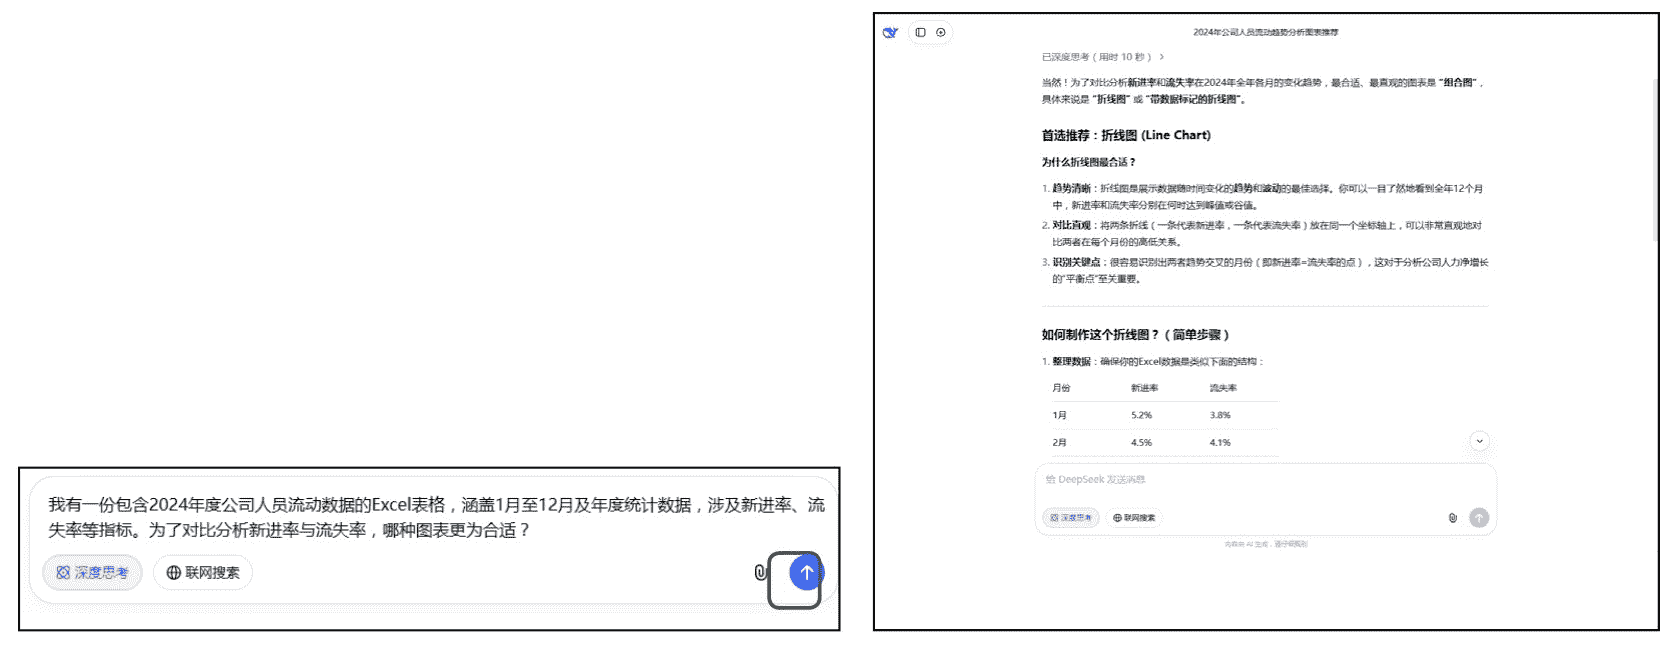 我有一份包含2024年度公司人员流动数据的Excel表格，涵盖1月至12月及年度统计数据，涉及新进率、流
失率等指标。为了对比分析新进率与流失率，哪种图表更为合适？
深度思考 联网搜索
2024年公司人员流动趋势分析图表推荐
已深度思考（用时 10 秒）
当然！为了对比分析新进率和流失率在2024年全年各月的变化趋势，最合适、最直观的图表是 “组合图”，
具体来说是 “折线图” 或 “带数据标记的折线图”。
首选推荐：折线图 (Line Chart)
为什么折线图最合适？
1. 趋势清晰：折线图是展示数据随时间变化的趋势和波动的最佳选择。你可以一目了然地看到全年12个月
中，新进率和流失率分别在何时达到峰值或谷值。
2. 对比直观：将两条折线（一条代表新进率，一条代表流失率）放在同一个坐标轴上，可以非常直观地对
比两者在每个月份的高低关系。
3. 识别关键点：很容易识别出两者趋势交叉的月份（即新进率=流失率的点），这对于分析公司人力净增长
的“平衡点”至关重要。
如何制作这个折线图？（简单步骤）
1. 整理数据：确保你的Excel数据是类似下面的结构：
月份 新进率 流失率
1月 5.2% 3.8%
2月 4.5% 4.1%
给 DeepSeek 发送消息
深度思考 联网搜索
内容由 AI 生成，请仔细甄别